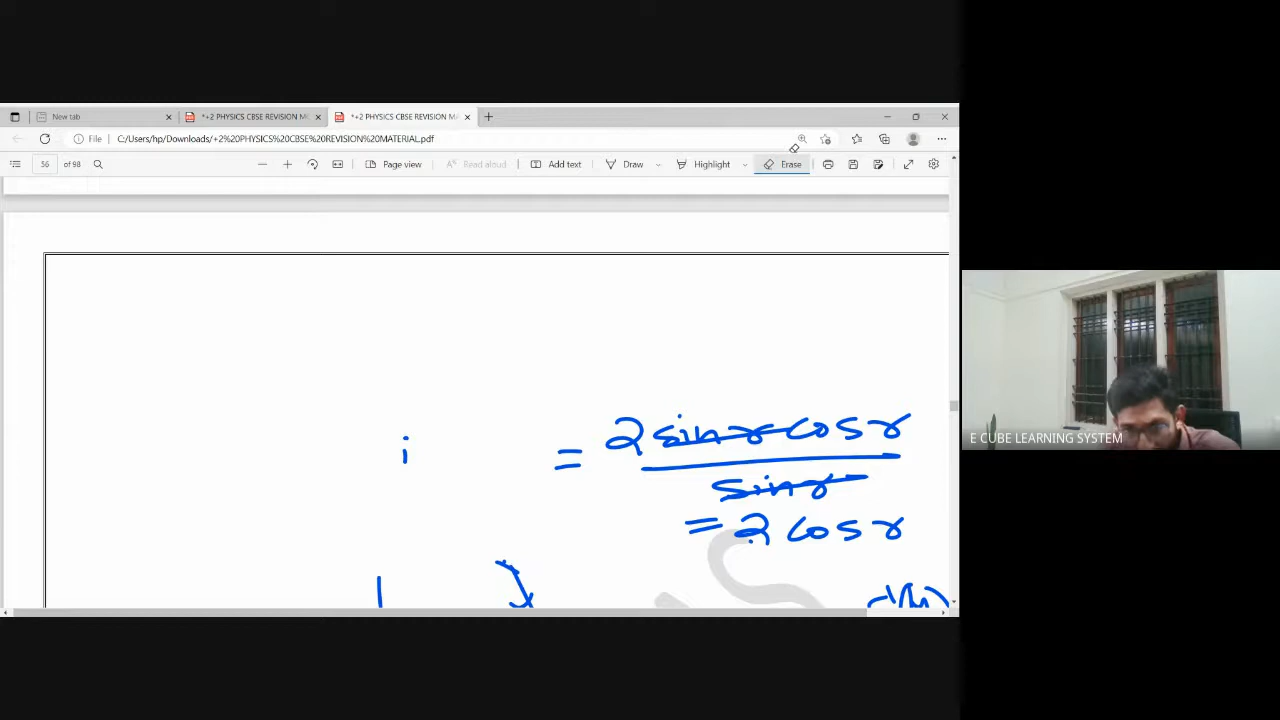 New tab
*+2 PHYSICS CBSE REVISION MC
*+2 PHYSICS CBSE REVISION MA
File C:/Users/hp/Downloads/+2%20PHYSICS%20CBSE%20REVISION%20MATERIAL.pdf
56 of 98
Page view
Read aloud
Add text
Draw
Highlight
Erase
i = 2 sin r cos r
sin r
= 2 cos r
E CUBE LEARNING SYSTEM